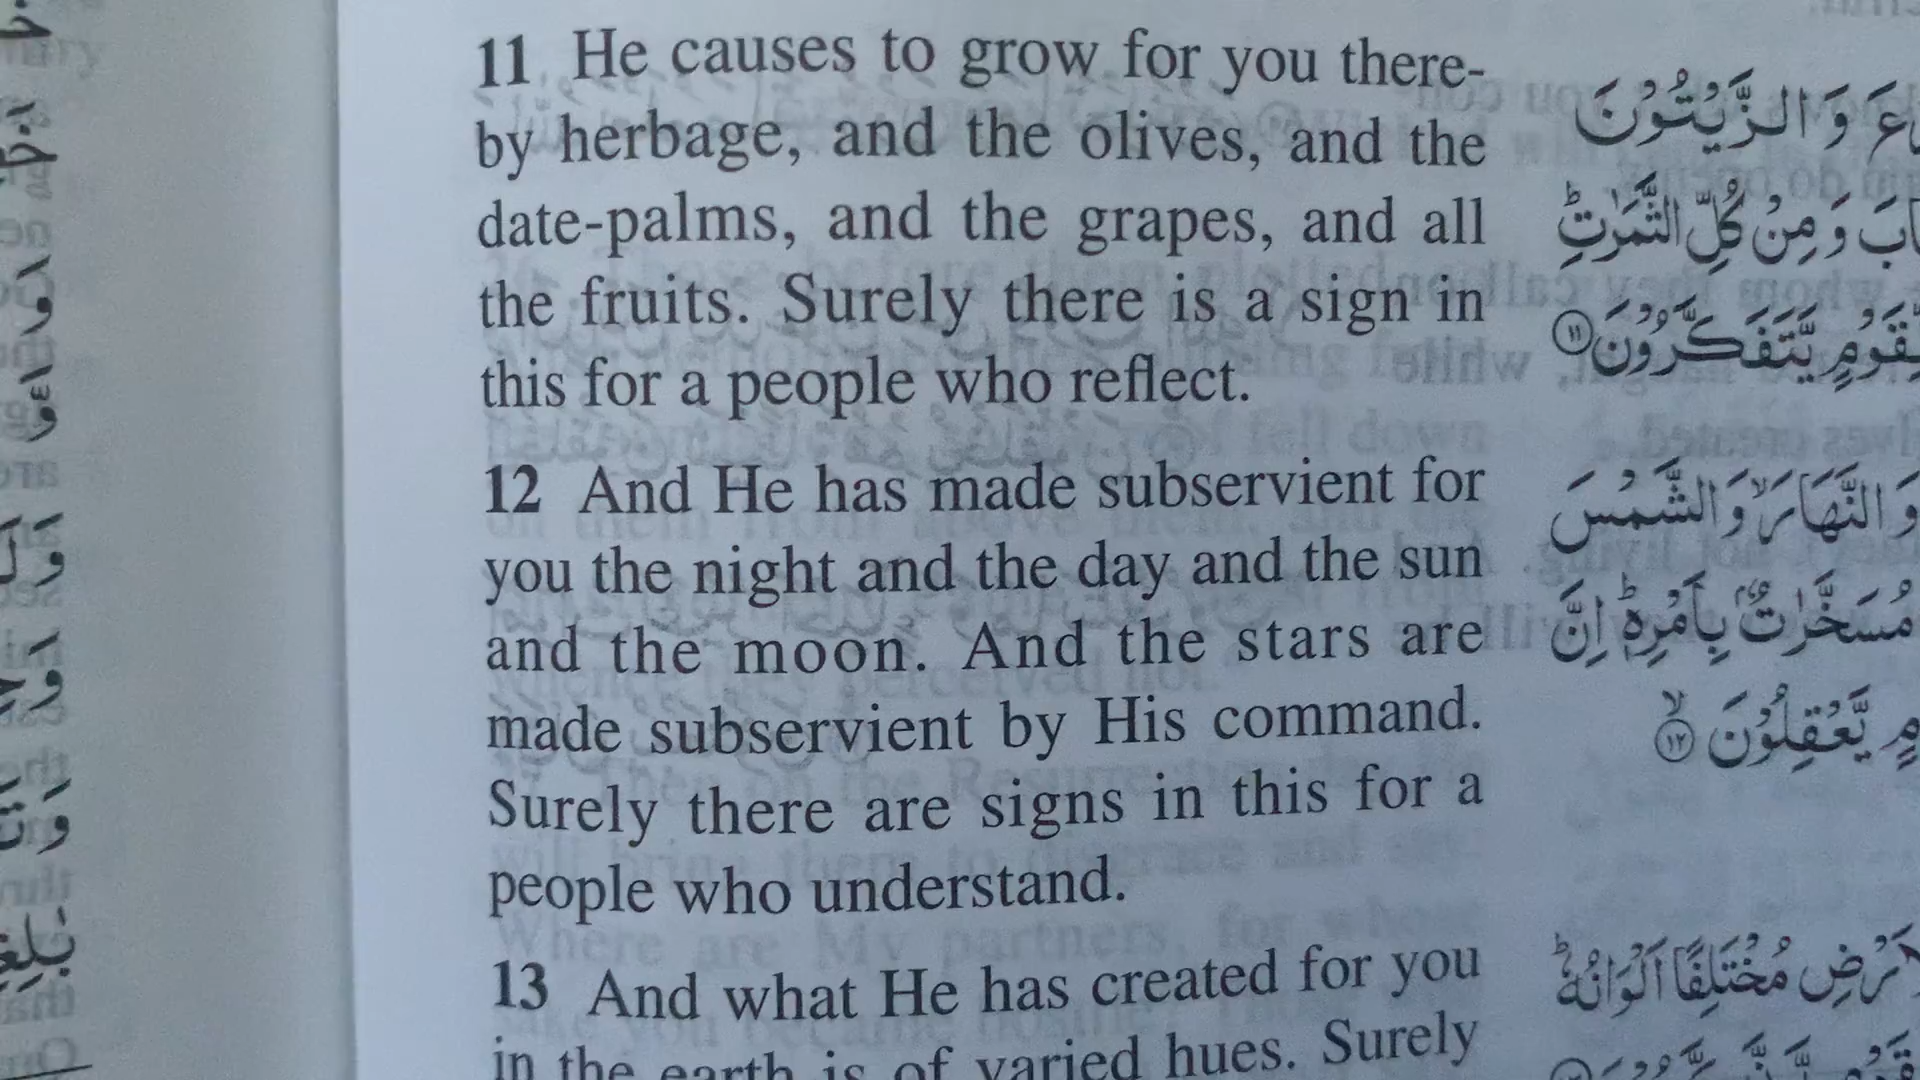 11 He causes to grow for you there-
by herbage, and the olives, and the
date-palms, and the grapes, and all
the fruits. Surely there is a sign in
this for a people who reflect.
12 And He has made subservient for
you the night and the day and the sun
and the moon. And the stars are
made subservient by His command.
Surely there are signs in this for a
people who understand.
13 And what He has created for you
in the earth is of varied hues. Surely
وَالزَّيْتُوْنَ
وَمِنْ كُلِّ الثَّمَرٰتِ ؕ
يَّتَفَكَّرُوْنَ ۝۱۱
وَالنَّهَارَ ۙ وَالشَّمْسَ
مُسَخَّرٰتٌۢ بِاَمْرِهٖ ؕ اِنَّ
يَّعْقِلُوْنَ ۙ۝۱۲
مُخْتَلِفًا اَلْوَانُهٗ ؕ